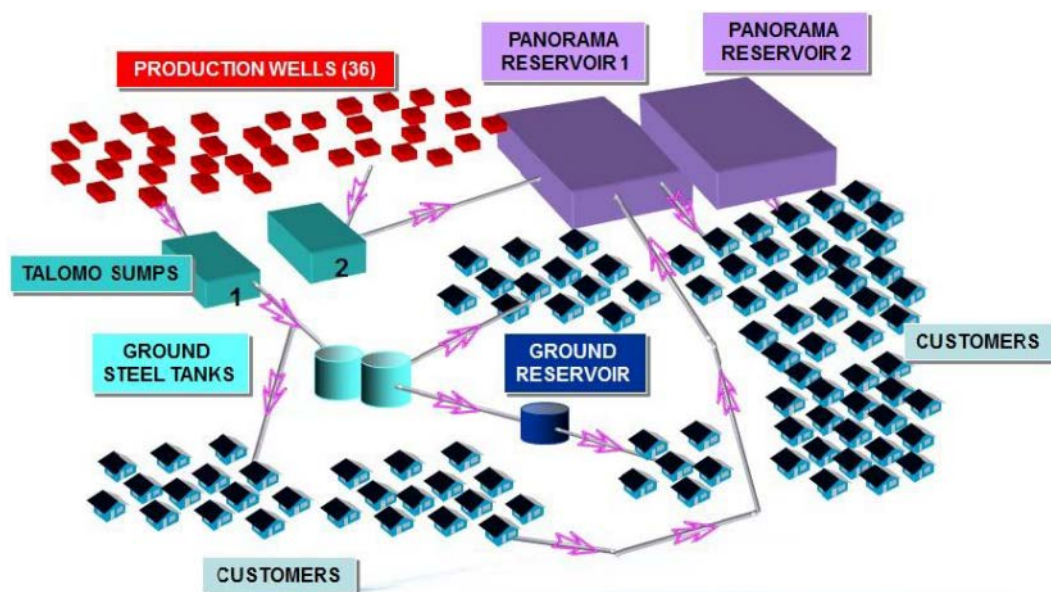 PANORAMA
RESERVOIR 1
PANORAMA
RESERVOIR 2
PRODUCTION WELLS (36)
TALOMO SUMPS
1
2
GROUND
STEEL TANKS
GROUND
RESERVOIR
CUSTOMERS
CUSTOMERS